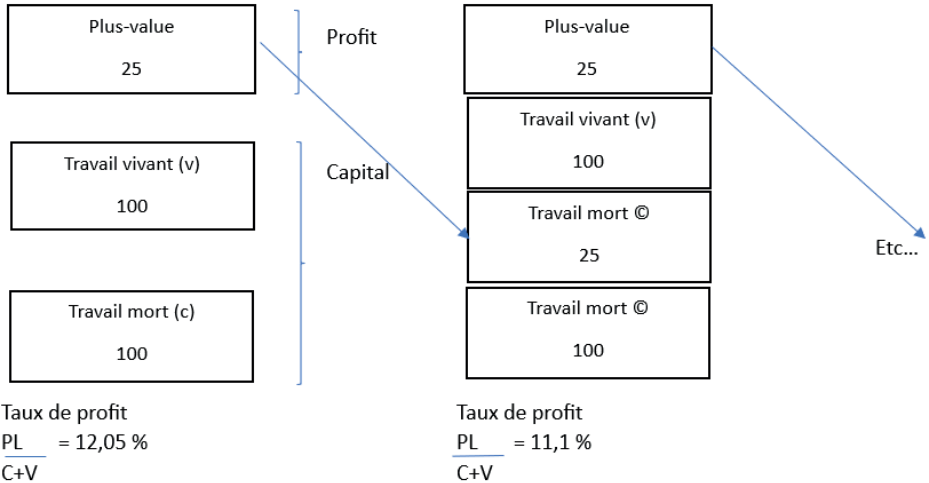 Plus-value
25
Profit
Travail vivant (v)
100
Capital
Travail mort (c)
100
Taux de profit
PL = 12,05 %
C+V
Plus-value
25
Travail vivant (v)
100
Travail mort ©
25
Travail mort ©
100
Etc...
Taux de profit
PL = 11,1 %
C+V